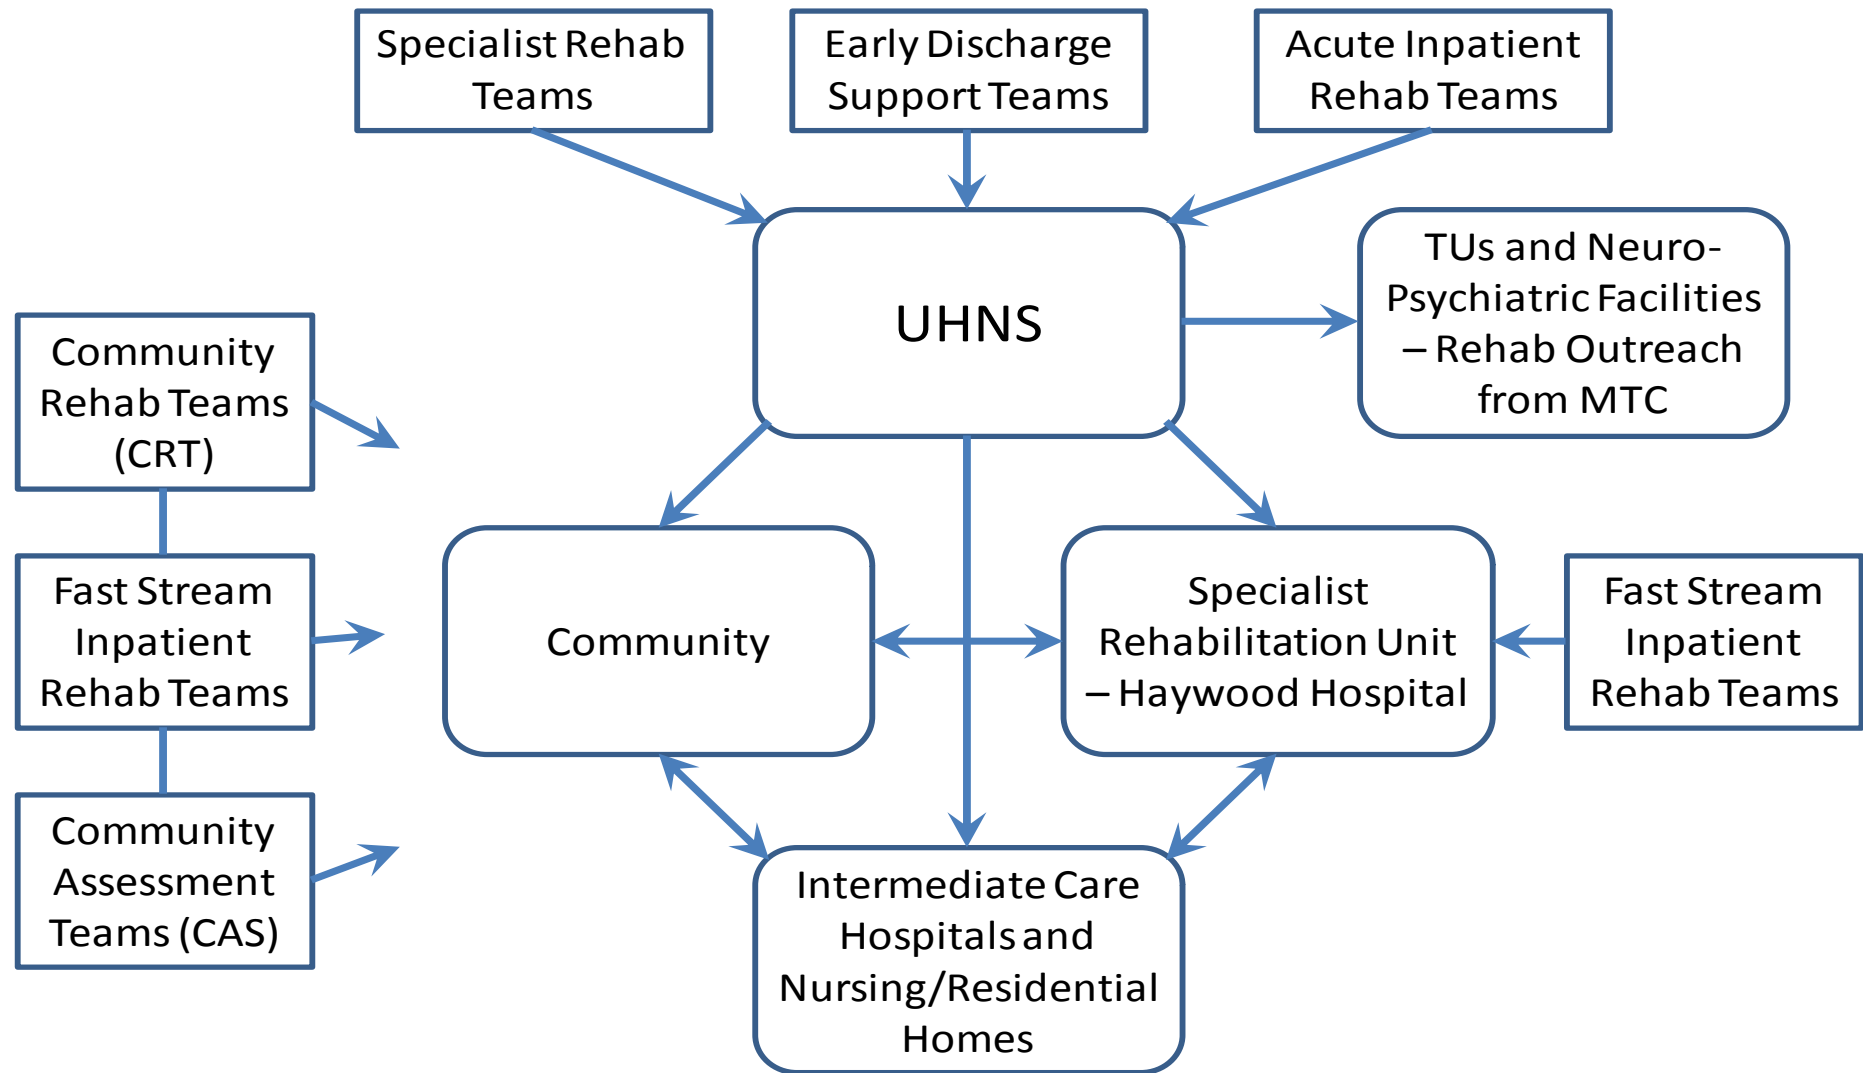 Specialist Rehab
Teams
Early Discharge
Support Teams
Acute Inpatient
Rehab Teams
UHNS
TUs and Neuro-
Psychiatric Facilities
– Rehab Outreach
from MTC
Community
Rehab Teams
(CRT)
Fast Stream
Inpatient
Rehab Teams
Community
Assessment
Teams (CAS)
Community
Specialist
Rehabilitation Unit
– Haywood Hospital
Fast Stream
Inpatient
Rehab Teams
Intermediate Care
Hospitals and
Nursing/Residential
Homes